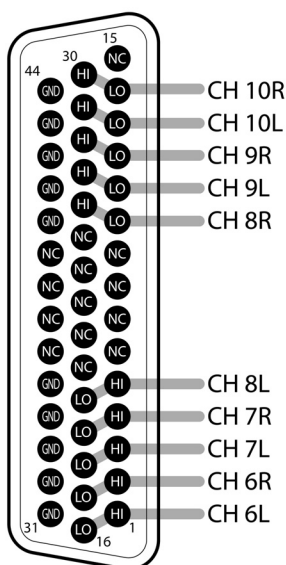 15
30 NC
44 HI
GND LO CH 10R
HI
GND LO CH 10L
HI
GND LO CH 9R
HI
GND LO CH 9L
HI
GND LO CH 8R
NC
NC NC
NC
NC NC
NC
NC NC
NC
NC NC
NC
GND HI CH 8L
LO
GND HI CH 7R
LO
GND HI CH 7L
LO
GND HI CH 6R
LO
GND HI CH 6L
31 LO 1
16